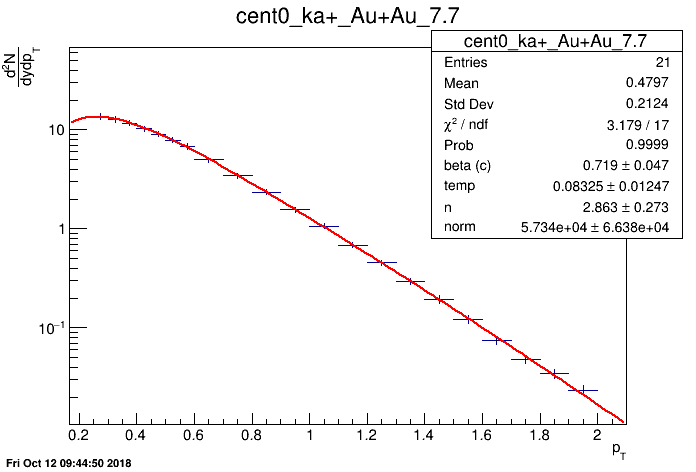 cent0_ka+_Au+Au_7.7
cent0_ka+_Au+Au_7.7
Entries 21
Mean 0.4797
Std Dev 0.2124
χ² / ndf 3.179 / 17
Prob 0.9999
beta (c) 0.719 ± 0.047
temp 0.08325 ± 0.01247
n 2.863 ± 0.273
norm 5.734e+04 ± 6.638e+04
d²N
dydp_T
10
1
10⁻¹
0.2 0.4 0.6 0.8 1 1.2 1.4 1.6 1.8 2
p_T
Fri Oct 12 09:44:50 2018